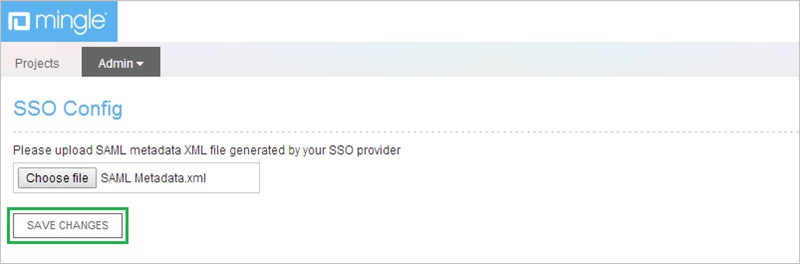 mingle
Projects Admin
SSO Config
Please upload SAML metadata XML file generated by your SSO provider
Choose file SAML Metadata.xml
SAVE CHANGES